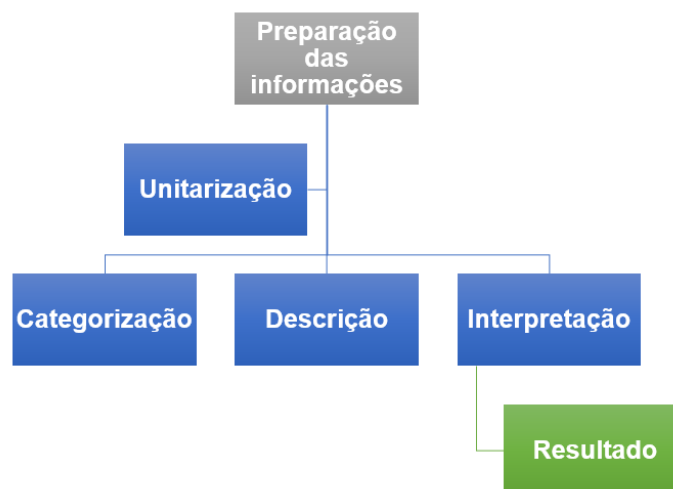 Preparação
das
informações
Unitarização
Categorização
Descrição
Interpretação
Resultado